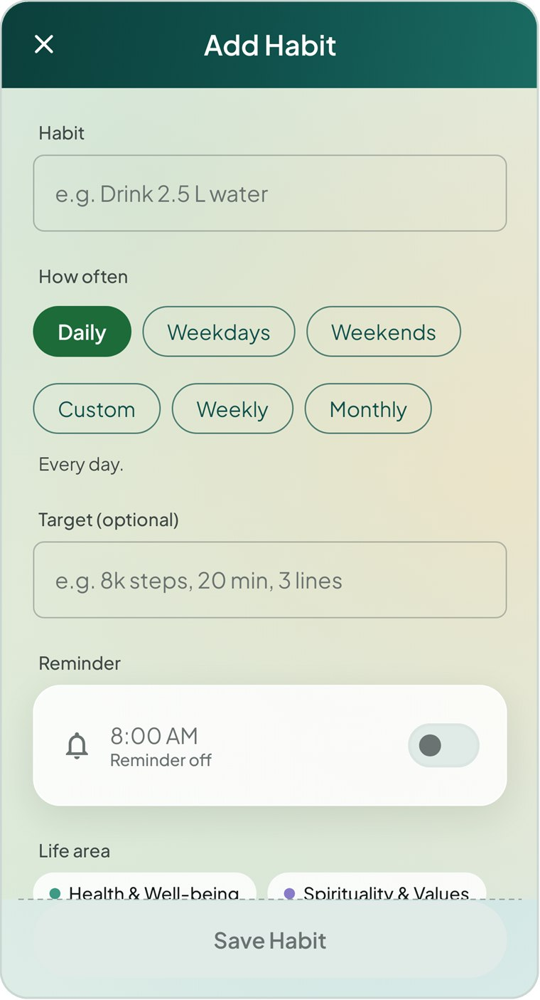 Add Habit
Habit
e.g. Drink 2.5 L water
How often
Daily Weekdays Weekends
Custom Weekly Monthly
Every day.
Target (optional)
e.g. 8k steps, 20 min, 3 lines
Reminder
8:00 AM
Reminder off
Life area
Health & Well-being Spirituality & Values
Save Habit